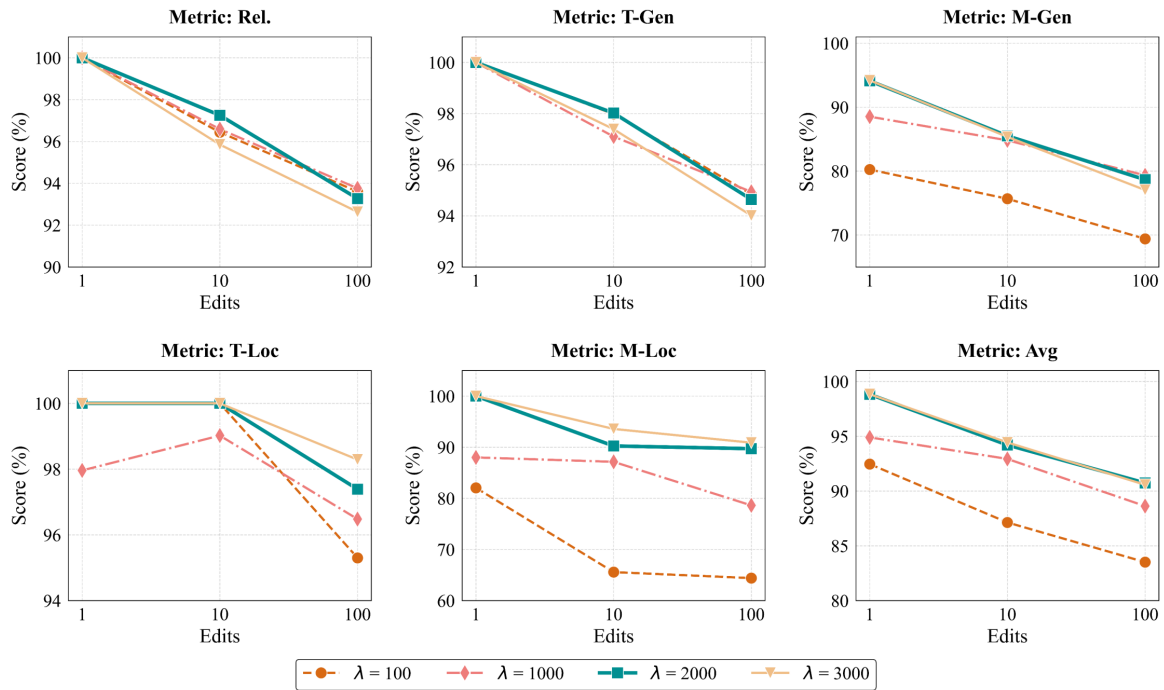 Metric: Rel.
100
98
96
94
92
90
Score (%)
1
10
100
Edits
Metric: T-Gen
100
98
96
94
92
Score (%)
1
10
100
Edits
Metric: M-Gen
100
90
80
70
Score (%)
1
10
100
Edits
Metric: T-Loc
100
98
96
94
Score (%)
1
10
100
Edits
Metric: M-Loc
100
90
80
70
60
Score (%)
1
10
100
Edits
Metric: Avg
100
95
90
85
80
Score (%)
1
10
100
Edits
λ = 100
λ = 1000
λ = 2000
λ = 3000